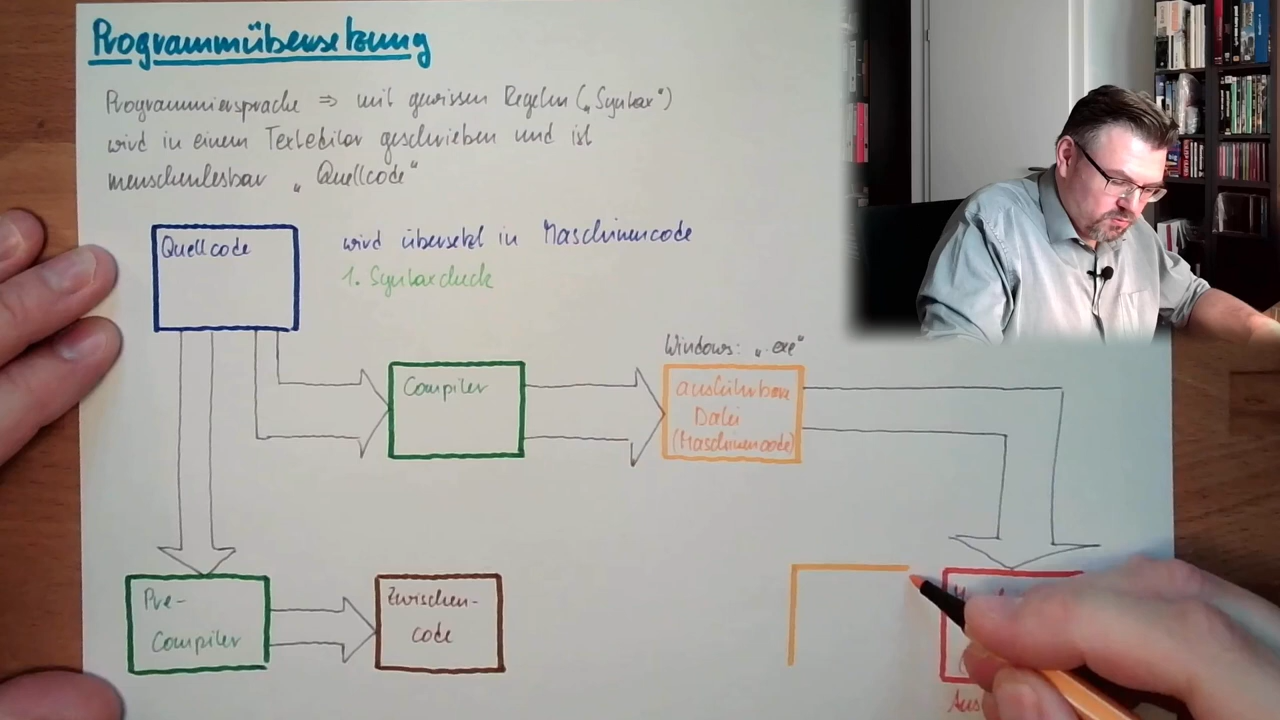 Programmübersetzung
Programmiersprache ⇒ mit gewissen Regeln („Syntax“)
wird in einem Texteditor geschrieben und ist
menschenlesbar „Quellcode“
Quellcode
wird übersetzt in Maschinencode
1. Syntaxcheck
Windows: „.exe“
Compiler
ausführbare
Datei
(Maschinencode)
Pre-
Compiler
Zwischen-
code